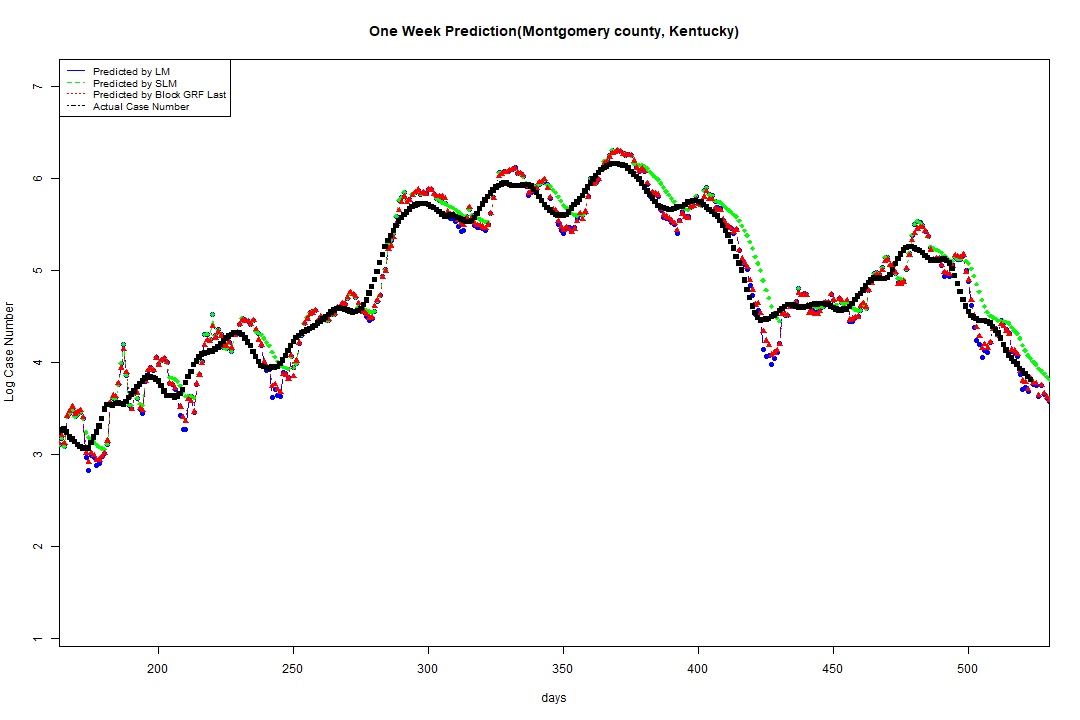 One Week Prediction(Montgomery county, Kentucky)
Predicted by LM
Predicted by SLM
Predicted by Block GRF Last
Actual Case Number
7
6
5
4
3
2
1
Log Case Number
200 250 300 350 400 450 500
days